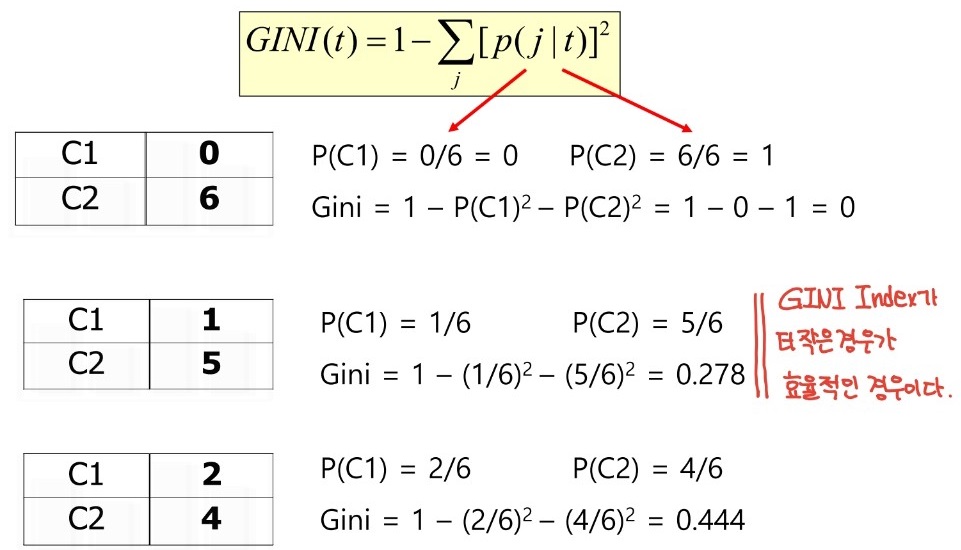 GINI(t) = 1 − ∑j [p(j | t)]²
C1 0
C2 6
P(C1) = 0/6 = 0 P(C2) = 6/6 = 1
Gini = 1 – P(C1)² – P(C2)² = 1 – 0 – 1 = 0
C1 1
C2 5
P(C1) = 1/6 P(C2) = 5/6
Gini = 1 – (1/6)² – (5/6)² = 0.278
GINI Index가
더 작은 경우가
효율적인 경우이다.
C1 2
C2 4
P(C1) = 2/6 P(C2) = 4/6
Gini = 1 – (2/6)² – (4/6)² = 0.444